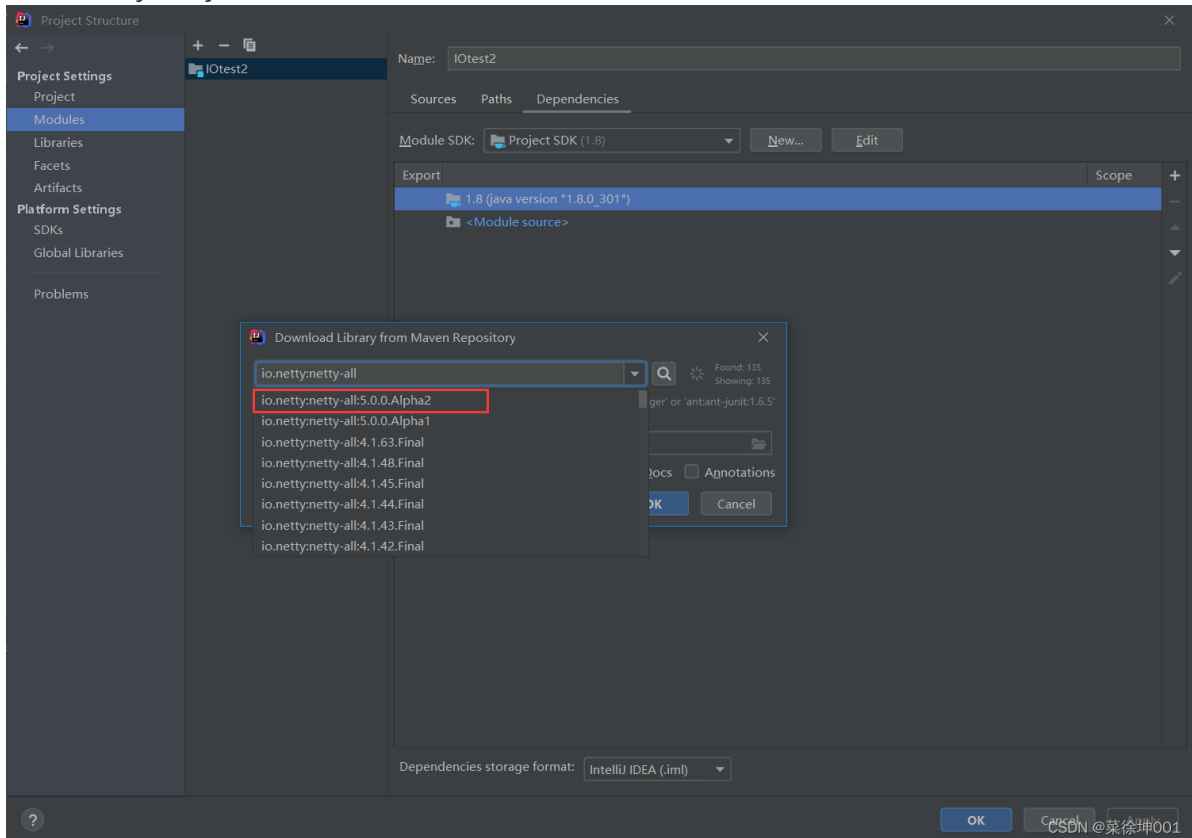 Project Structure
Project Settings
Project
Modules
Libraries
Facets
Artifacts
Platform Settings
SDKs
Global Libraries
Problems
IOtest2
Name: IOtest2
Sources Paths Dependencies
Module SDK: Project SDK (1.8) New... Edit
Export Scope
1.8 (java version "1.8.0_301")
<Module source>
Download Library from Maven Repository
io.netty:netty-all
Found: 135
Showing: 135
io.netty:netty-all:5.0.0.Alpha2
ger' or 'ant:ant-junit:1.6.5'
io.netty:netty-all:5.0.0.Alpha1
io.netty:netty-all:4.1.63.Final
io.netty:netty-all:4.1.48.Final
Docs Annotations
io.netty:netty-all:4.1.45.Final
io.netty:netty-all:4.1.44.Final
OK Cancel
io.netty:netty-all:4.1.43.Final
io.netty:netty-all:4.1.42.Final
Dependencies storage format: IntelliJ IDEA (.iml)
? OK Cancel Apply
CSDN @菜徐坤001